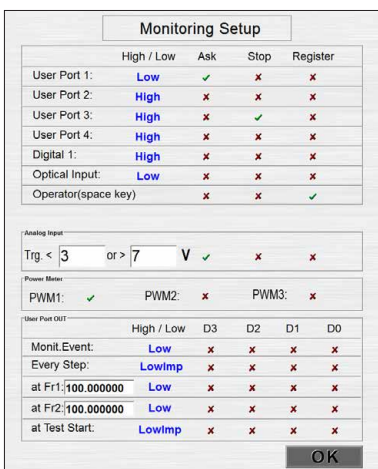 Monitoring Setup
High / Low Ask Stop Register
User Port 1: Low ✓ ✗ ✗
User Port 2: High ✗ ✗ ✗
User Port 3: High ✗ ✓ ✗
User Port 4: High ✗ ✗ ✗
Digital 1: High ✗ ✗ ✗
Optical Input: Low ✗ ✗ ✗
Operator(space key) ✗ ✗ ✓
Analog Input
Trg. < 3 or > 7 V ✓ ✗ ✗
Power Meter
PWM1: ✓ PWM2: ✗ PWM3: ✗
User Port OUT
High / Low D3 D2 D1 D0
Monit.Event: Low ✗ ✗ ✗ ✗
Every Step: LowImp ✗ ✗ ✗ ✗
at Fr1: 100.000000 Low ✗ ✗ ✗ ✗
at Fr2: 100.000000 Low ✗ ✗ ✗ ✗
at Test Start: LowImp ✗ ✗ ✗ ✗
OK